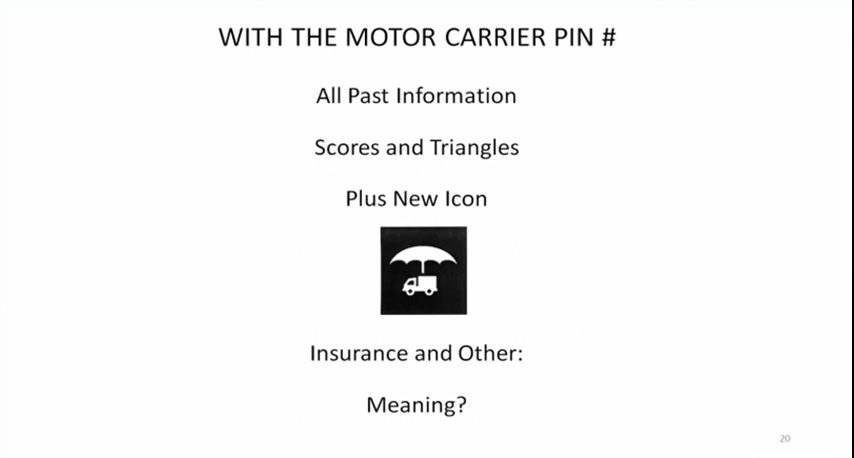 WITH THE MOTOR CARRIER PIN #
All Past Information
Scores and Triangles
Plus New Icon
Insurance and Other:
Meaning?
20